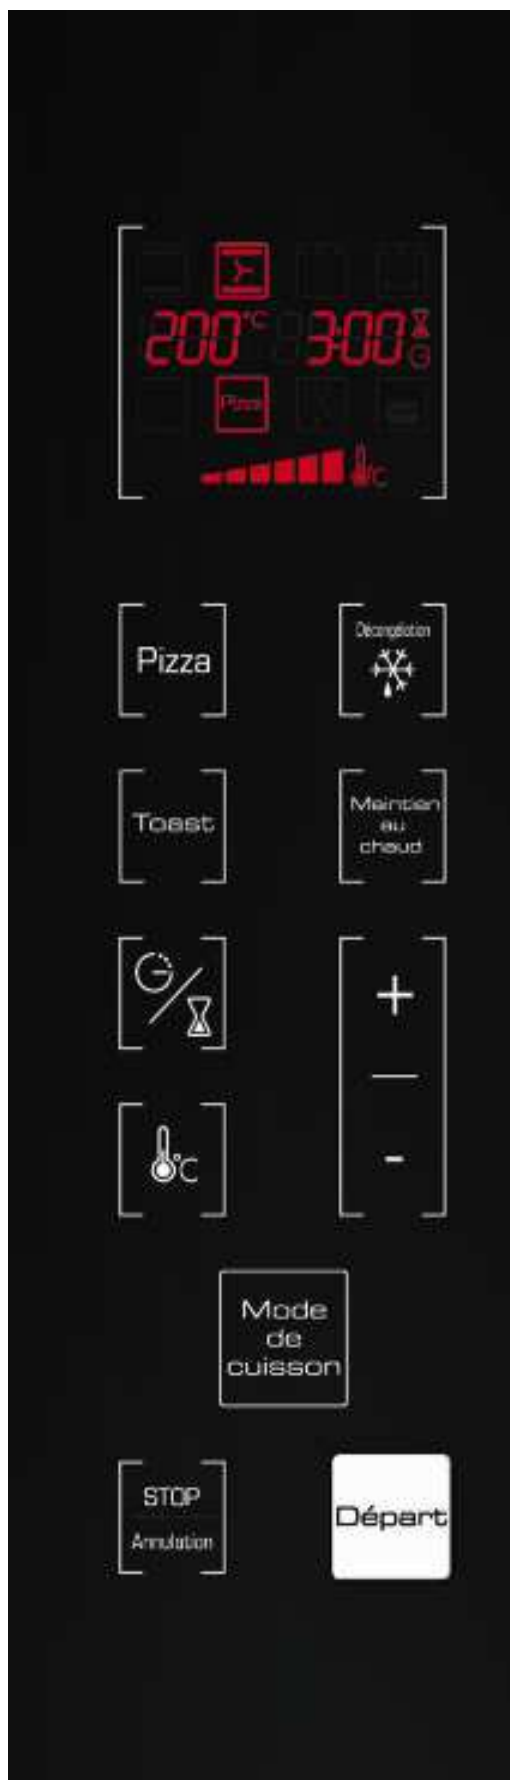 200°C 3:00
Pizza
°C
Pizza
Décongélation
Toast
Maintien
au
chaud
+
°C
-
Mode
de
cuisson
STOP
Annulation
Départ